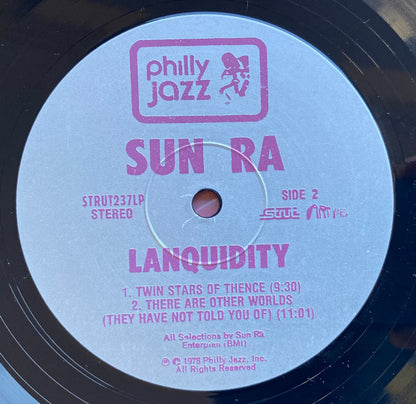 philly
jazz
SUN RA
STRUT237LP
STEREO
SIDE 2
Strut
LANQUIDITY
1. TWIN STARS OF THENCE (9:30)
2. THERE ARE OTHER WORLDS
(THEY HAVE NOT TOLD YOU OF) (11:01)
All Selections by Sun Ra
Enterplan (BMI)
℗ © 1978 Philly Jazz, Inc.
All Rights Reserved